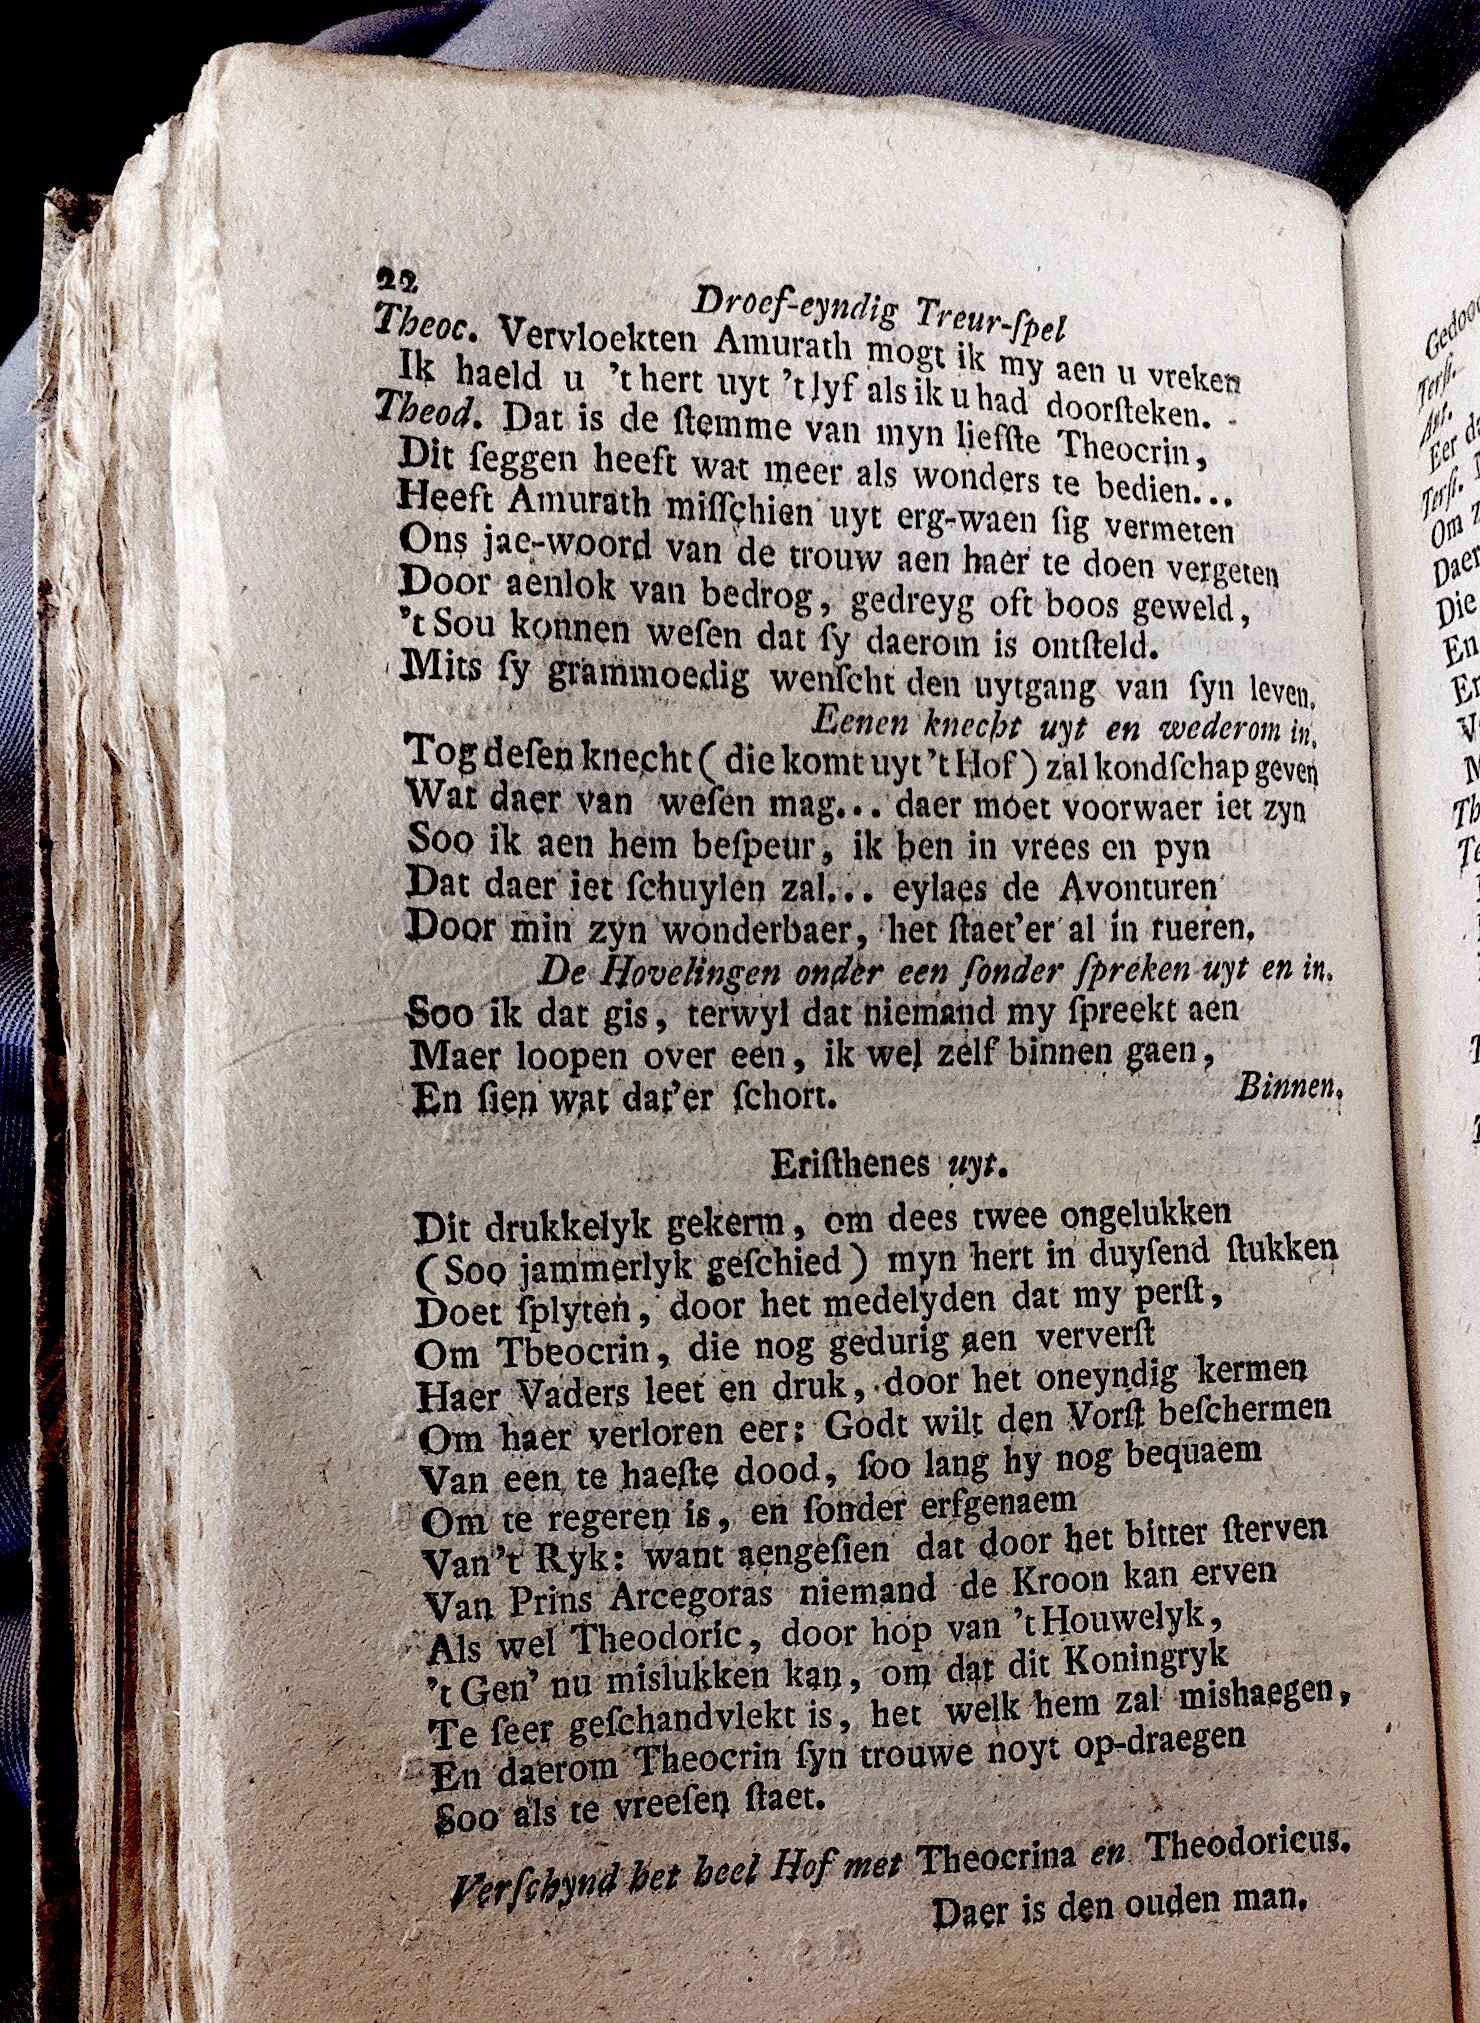 22
Droef-eyndig Treur-ſpel
Theoc. Vervloekten Amurath mogt ik my aen u vreken
Ik haeld u 't hert uyt 't lyf als ik u had doorſteken.
Theod. Dat is de ſtemme van myn liefſte Theocrin,
Dit ſeggen heeft wat meer als wonders te bedien...
Heeft Amurath miſſchien uyt erg-waen ſig vermeten
Ons jae-woord van de trouw aen haer te doen vergeten
Door aenlok van bedrog, gedreyg oft boos geweld,
't Sou konnen weſen dat ſy daerom is ontſteld.
Mits ſy grammoedig wenſcht den uytgang van ſyn leven.
Eenen knecht uyt en wederom in.
Tog deſen knecht ( die komt uyt 't Hof ) zal kondſchap geven
Wat daer van weſen mag... daer moet voorwaer iet zyn
Soo ik aen hem beſpeur, ik ben in vrees en pyn
Dat daer iet ſchuylen zal... eylaes de Avonturen
Door min zyn wonderbaer, het ſtaet'er al in rueren.
De Hovelingen onder een ſonder ſpreken uyt en in.
Soo ik dat gis, terwyl dat niemand my ſpreekt aen
Maer loopen over een, ik wel zelf binnen gaen,
En ſien wat dat'er ſchort.
Binnen.
Eriſthenes uyt.
Dit drukkelyk gekerm, om dees twee ongelukken
( Soo jammerlyk geſchied ) myn hert in duyſend ſtukken
Doet ſplyten, door het medelyden dat my perſt,
Om Tbeocrin, die nog gedurig aen ververſt
Haer Vaders leet en druk, door het oneyndig kermen
Om haer verloren eer: Godt wilt den Vorſt beſchermen
Van een te haeſte dood, ſoo lang hy nog bequaem
Om te regeren is, en ſonder erfgenaem
Van 't Ryk: want aengeſien dat door het bitter ſterven
Van Prins Arcegoras niemand de Kroon kan erven
Als wel Theodoric, door hop van 't Houwelyk,
't Gen' nu mislukken kan, om dat dit Koningryk
Te ſeer geſchandvlekt is, het welk hem zal mishaegen,
En daerom Theocrin ſyn trouwe noyt op-draegen
Soo als te vreeſen ſtaet.
Verſchynd het heel Hof met Theocrina en Theodoricus.
Daer is den ouden man.
Gedoo
Terſ.
Eer da
Terſ.
Om z
Daer
Die
En